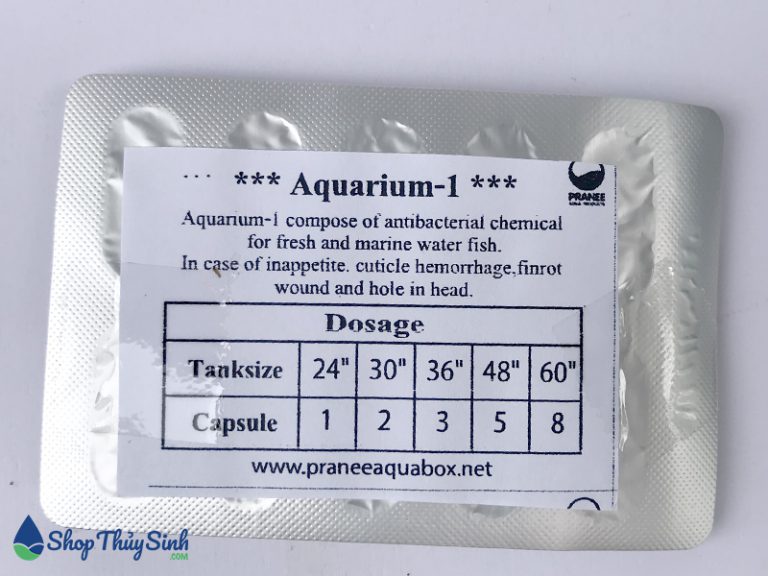 *** Aquarium-1 ***
PRANEE
Aquarium-1 compose of antibacterial chemical
for fresh and marine water fish.
In case of inappetite. cuticle hemorrhage,finrot
wound and hole in head.
Dosage
Tanksize 24" 30" 36" 48" 60"
Capsule 1 2 3 5 8
www.praneeaquabox.net
ShopThủySinh
.COM